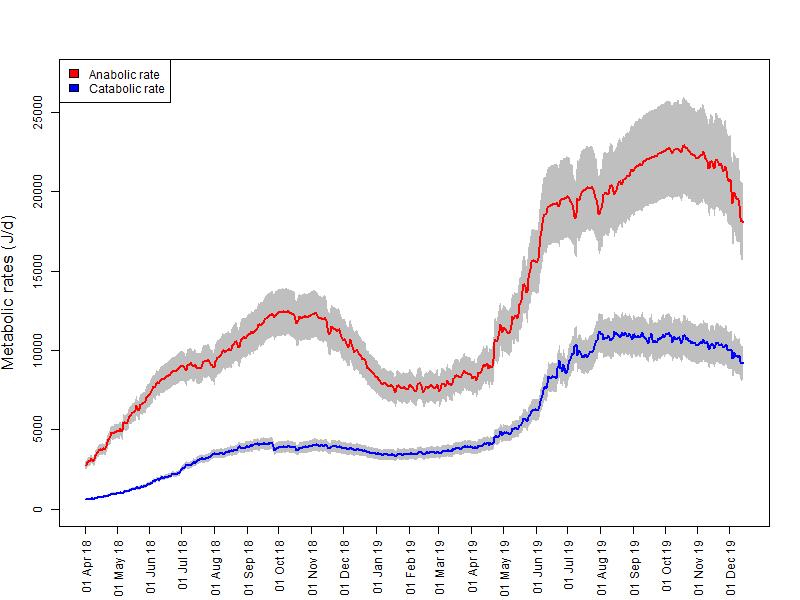 Anabolic rate
Catabolic rate
Metabolic rates (J/d)
25000
20000
15000
10000
5000
0
01 Apr 18
01 May 18
01 Jun 18
01 Jul 18
01 Aug 18
01 Sep 18
01 Oct 18
01 Nov 18
01 Dec 18
01 Jan 19
01 Feb 19
01 Mar 19
01 Apr 19
01 May 19
01 Jun 19
01 Jul 19
01 Aug 19
01 Sep 19
01 Oct 19
01 Nov 19
01 Dec 19